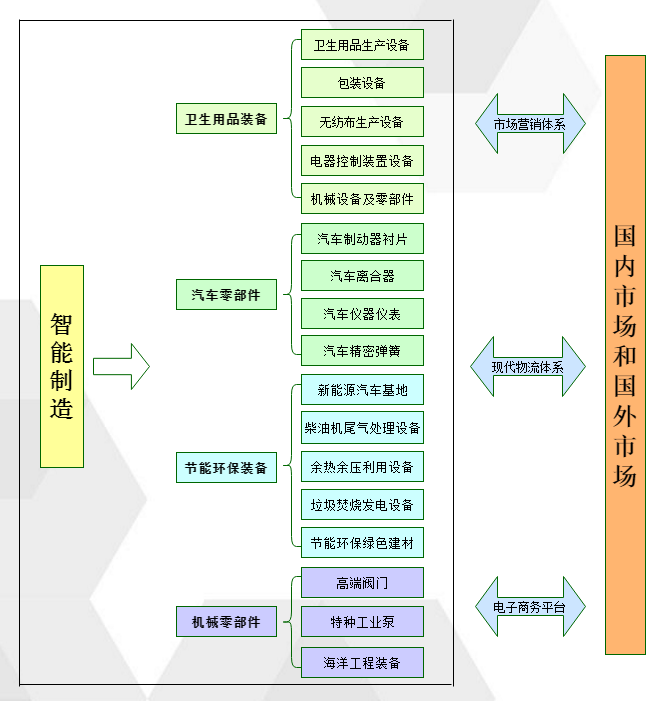 智能制造
卫生用品装备
卫生用品生产设备
包装设备
无纺布生产设备
电器控制装置设备
机械设备及零部件
汽车零部件
汽车制动器衬片
汽车离合器
汽车仪器仪表
汽车精密弹簧
节能环保装备
新能源汽车基地
柴油机尾气处理设备
余热余压利用设备
垃圾焚烧发电设备
节能环保绿色建材
机械零部件
高端阀门
特种工业泵
海洋工程装备
市场营销体系
现代物流体系
电子商务平台
国内市场和国外市场